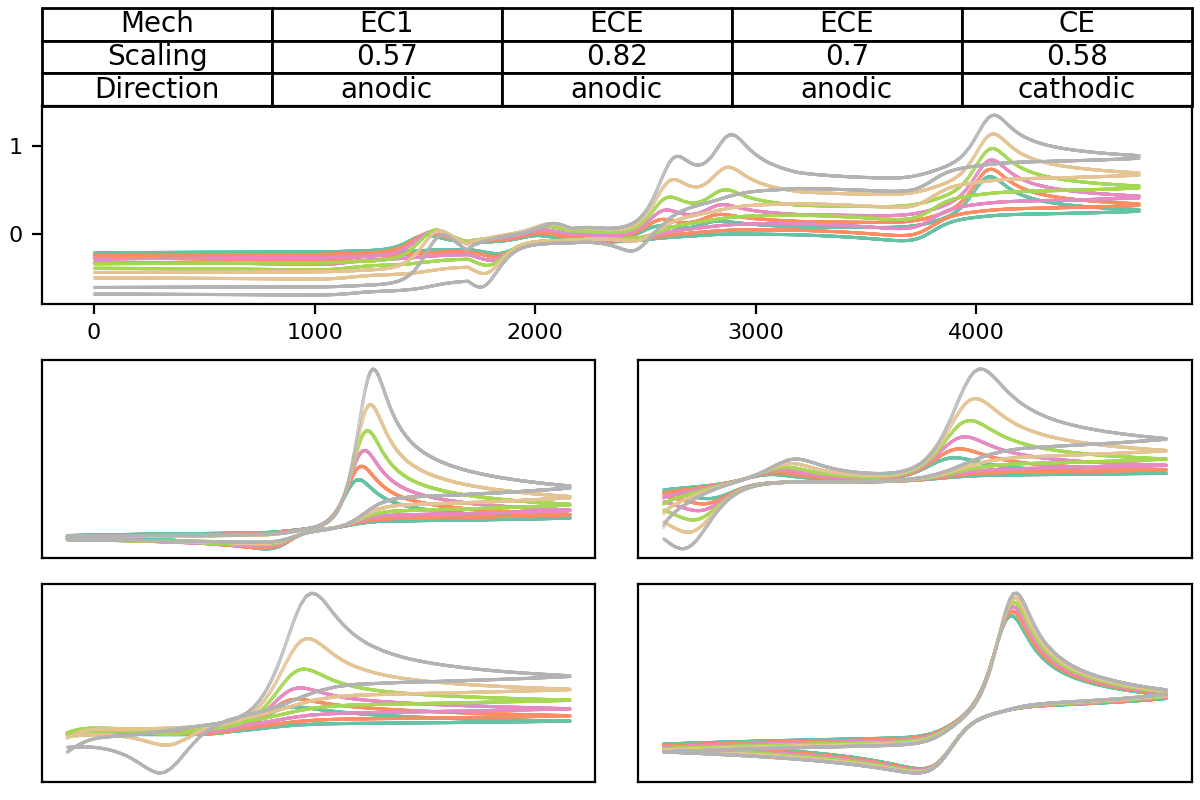 Mech EC1 ECE ECE CE
Scaling 0.57 0.82 0.7 0.58
Direction anodic anodic anodic cathodic
1
0
0 1000 2000 3000 4000